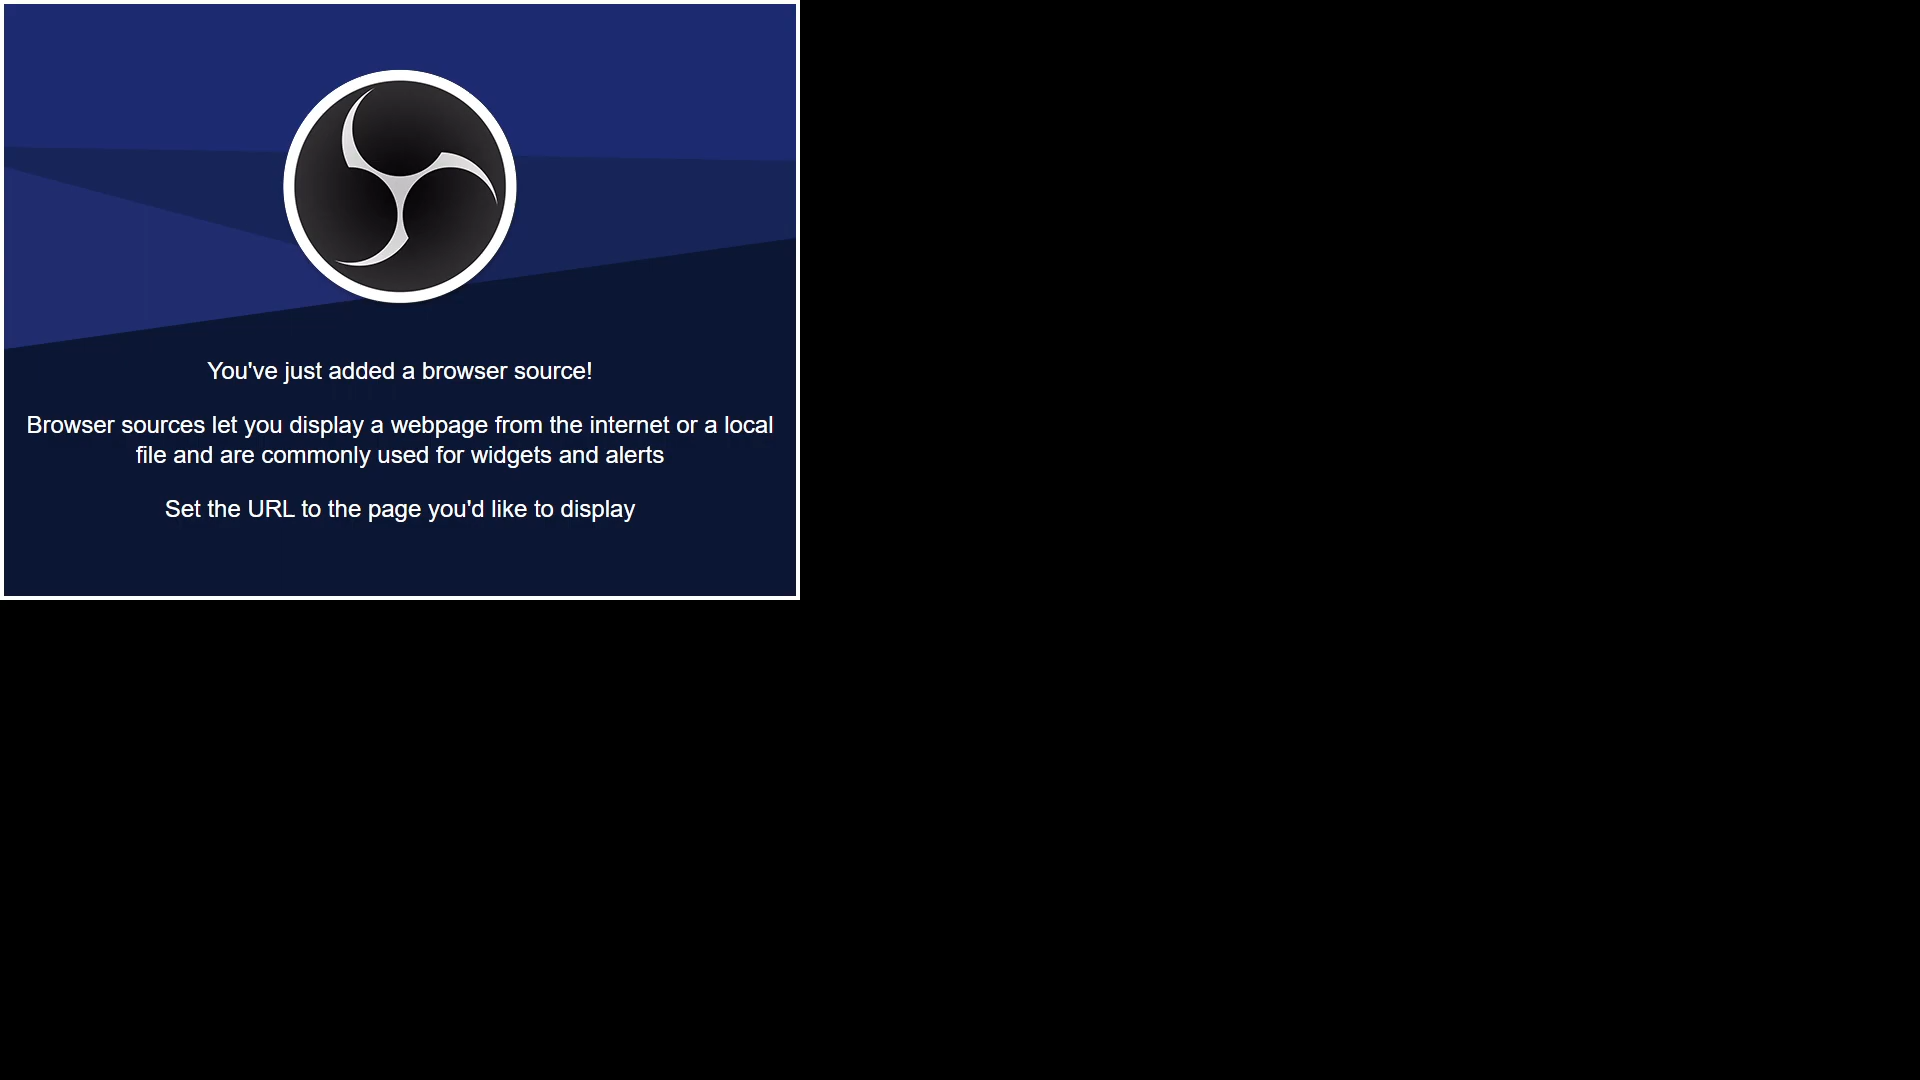 You've just added a browser source!
Browser sources let you display a webpage from the internet or a local
file and are commonly used for widgets and alerts
Set the URL to the page you'd like to display